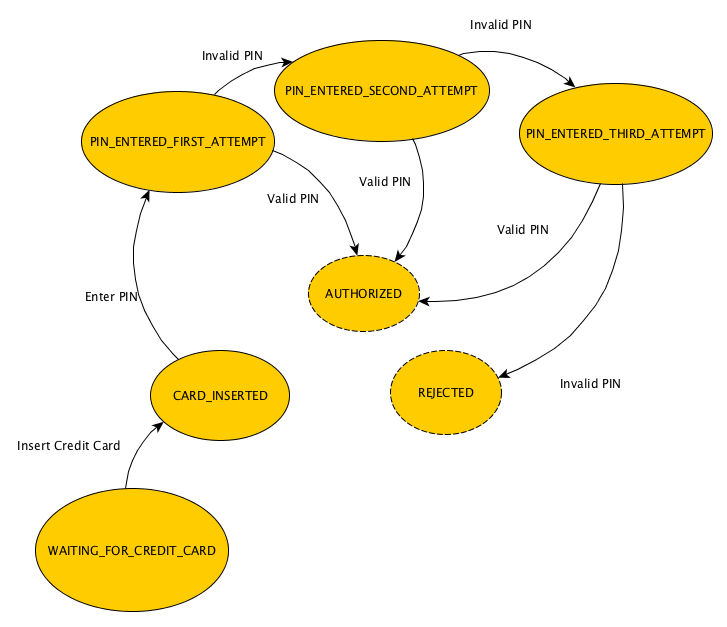 Invalid PIN
Invalid PIN
PIN_ENTERED_SECOND_ATTEMPT
PIN_ENTERED_FIRST_ATTEMPT
PIN_ENTERED_THIRD_ATTEMPT
Valid PIN
Valid PIN
Valid PIN
AUTHORIZED
Enter PIN
REJECTED
Invalid PIN
CARD_INSERTED
Insert Credit Card
WAITING_FOR_CREDIT_CARD